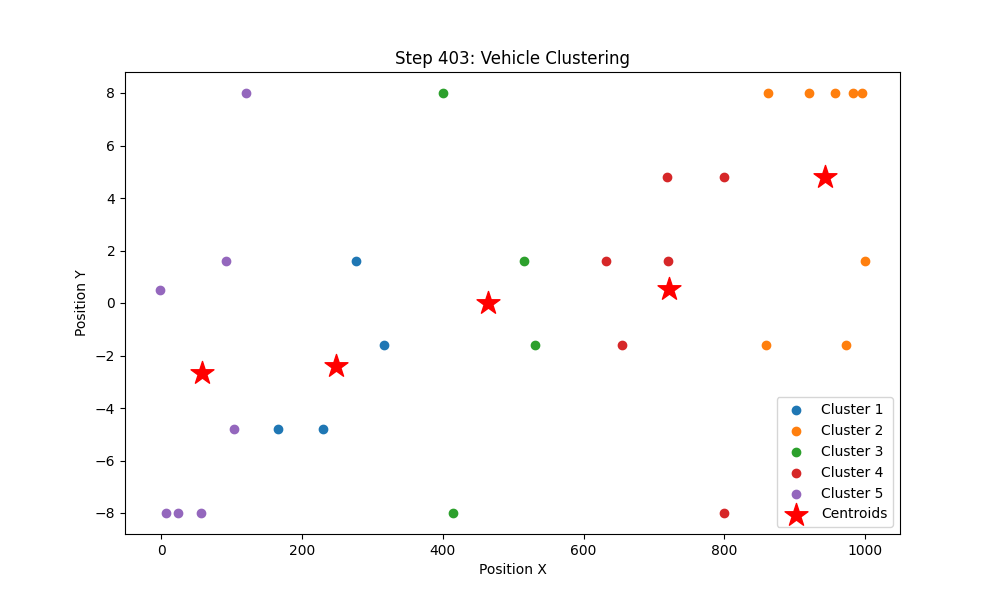 Step 403: Vehicle Clustering
Position Y
8
6
4
2
0
−2
−4
−6
−8
0 200 400 600 800 1000
Position X
Cluster 1
Cluster 2
Cluster 3
Cluster 4
Cluster 5
Centroids